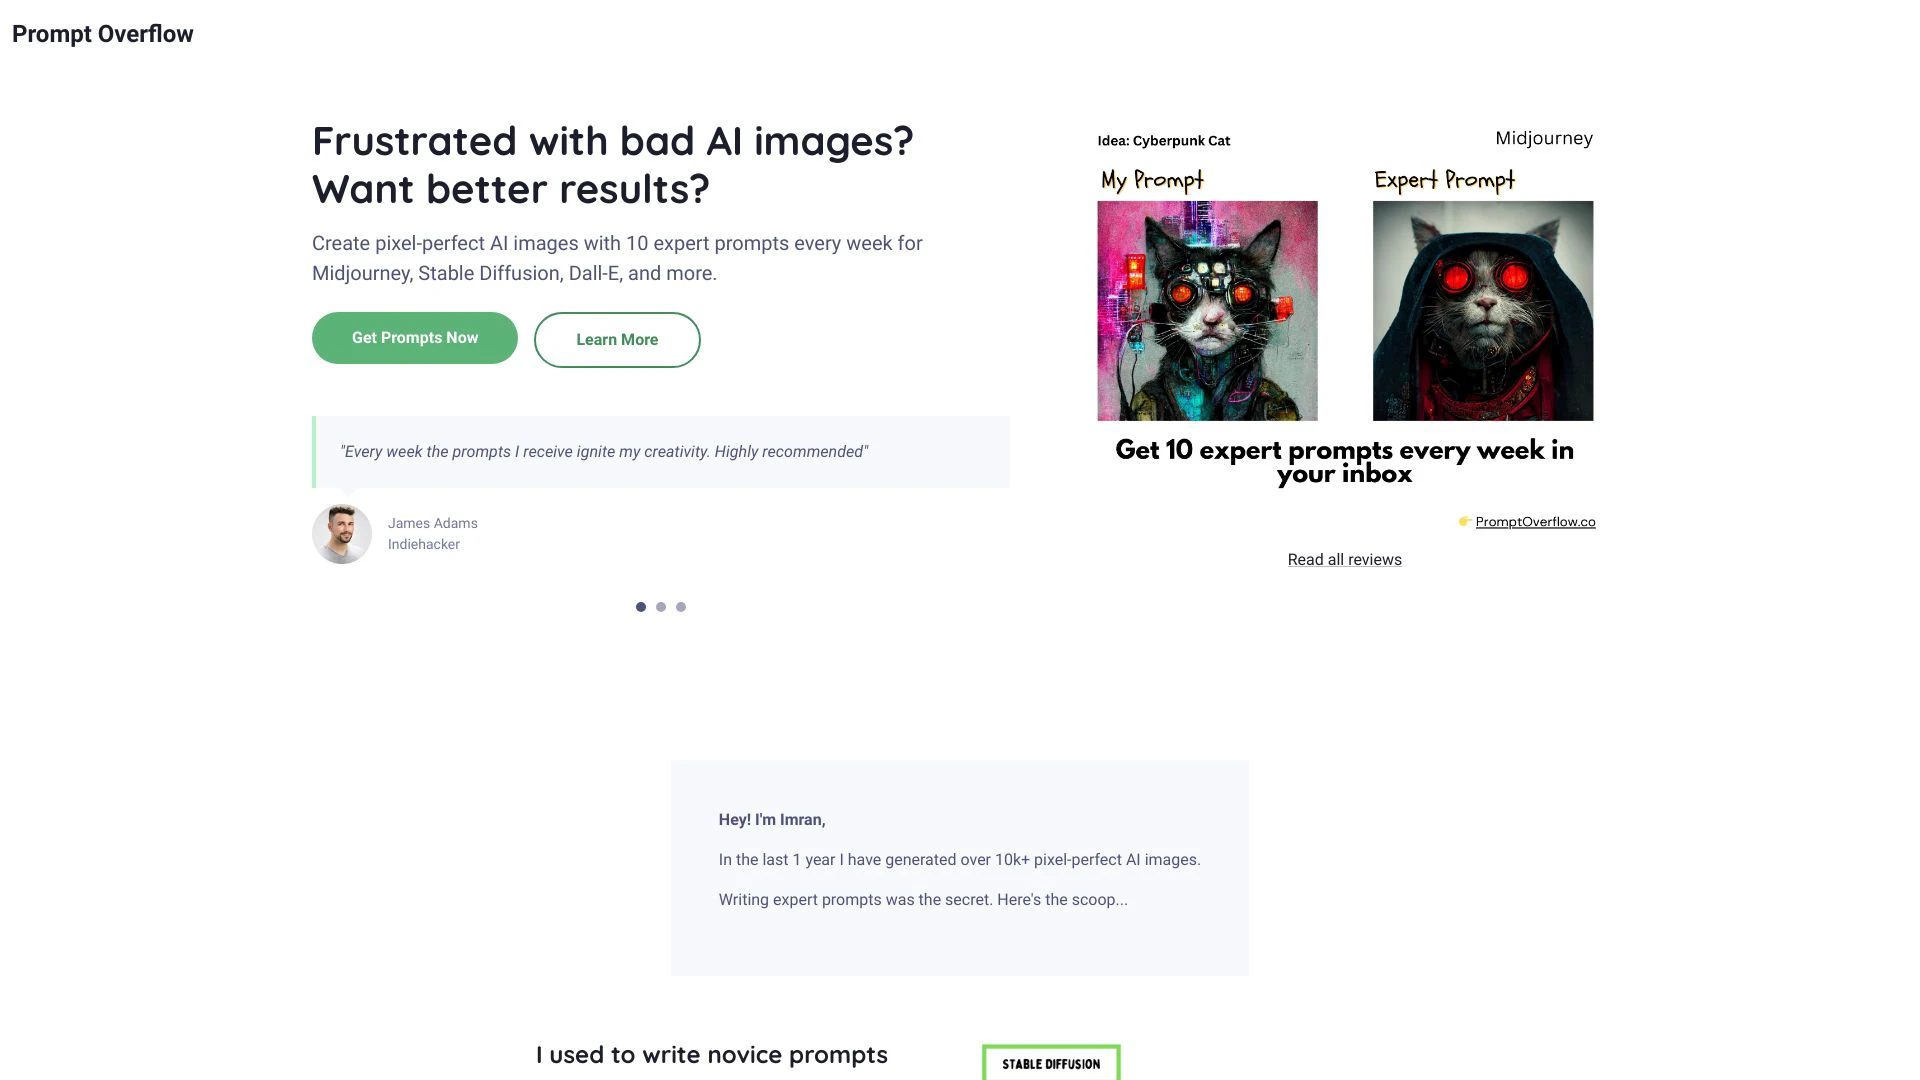 Prompt Overflow
Frustrated with bad AI images?
Want better results?
Create pixel-perfect AI images with 10 expert prompts every week for
Midjourney, Stable Diffusion, Dall-E, and more.
Get Prompts Now
Learn More
"Every week the prompts I receive ignite my creativity. Highly recommended"
James Adams
Indiehacker
Idea: Cyberpunk Cat
Midjourney
My Prompt
Expert Prompt
Get 10 expert prompts every week in
your inbox
👉 PromptOverflow.co
Read all reviews
Hey! I'm Imran,
In the last 1 year I have generated over 10k+ pixel-perfect AI images.
Writing expert prompts was the secret. Here's the scoop...
I used to write novice prompts
STABLE DIFFUSION